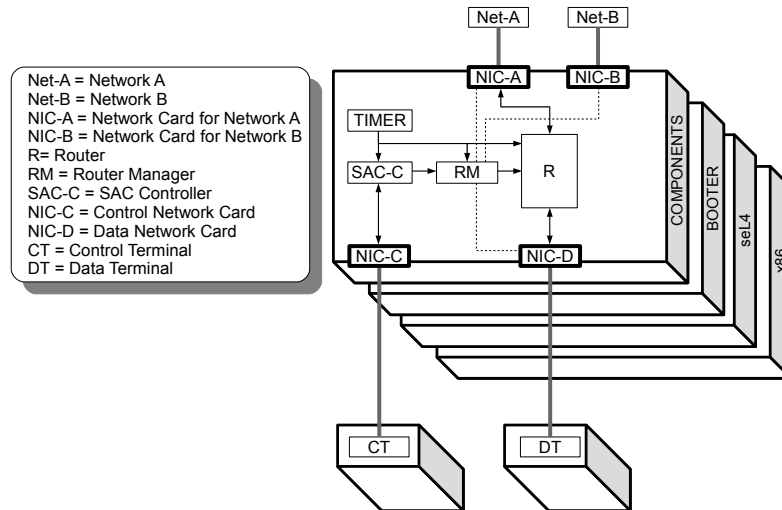 Net-A
Net-B
NIC-A
NIC-B
Net-A = Network A
Net-B = Network B
NIC-A = Network Card for Network A
NIC-B = Network Card for Network B
R= Router
RM = Router Manager
SAC-C = SAC Controller
NIC-C = Control Network Card
NIC-D = Data Network Card
CT = Control Terminal
DT = Data Terminal
TIMER
SAC-C
RM
R
NIC-C
NIC-D
COMPONENTS
BOOTER
seL4
x86
CT
DT